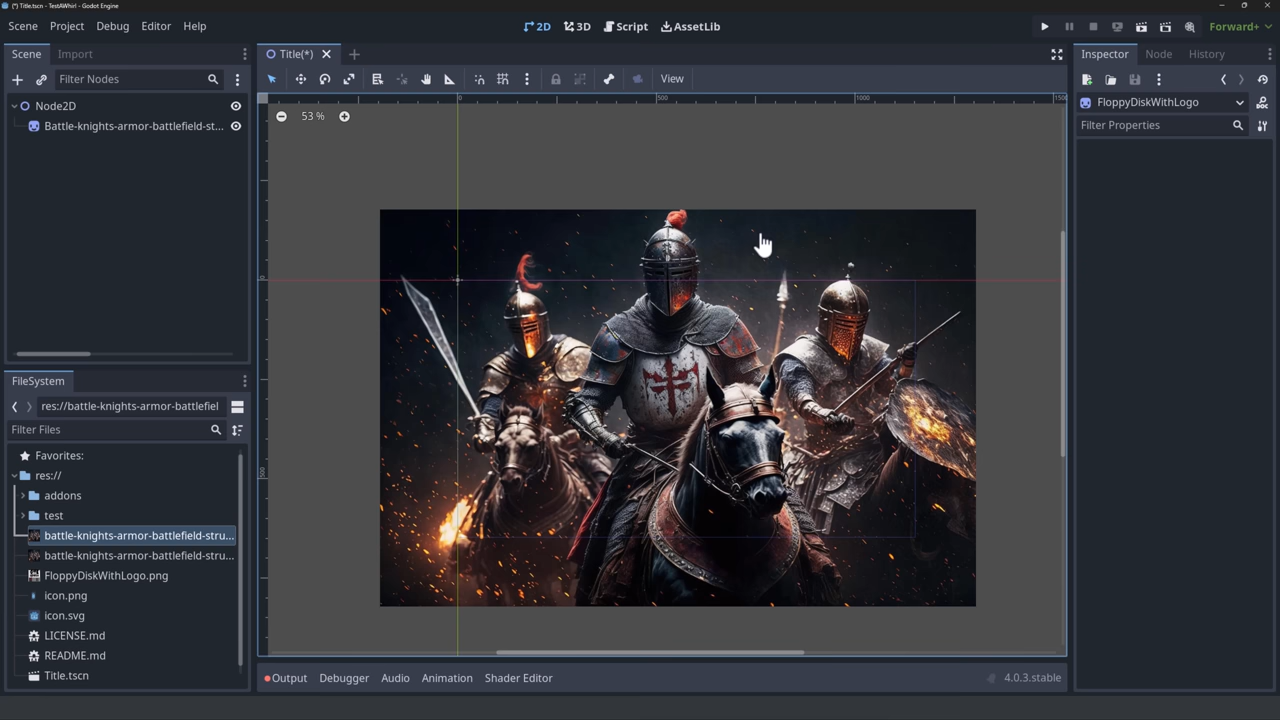 (*) Title.tscn - TestAWhirl - Godot Engine
Scene Project Debug Editor Help
2D 3D Script AssetLib
Forward+
Scene Import
Title(*)
Inspector Node History
Filter Nodes
View
Node2D
Battle-knights-armor-battlefield-st...
0 500 1000 1500
53 %
FloppyDiskWithLogo
Filter Properties
0
500
FileSystem
res://battle-knights-armor-battlefiel
Filter Files
Favorites:
res://
addons
test
battle-knights-armor-battlefield-stru...
battle-knights-armor-battlefield-stru...
FloppyDiskWithLogo.png
icon.png
icon.svg
LICENSE.md
README.md
Title.tscn
Output Debugger Audio Animation Shader Editor
4.0.3.stable